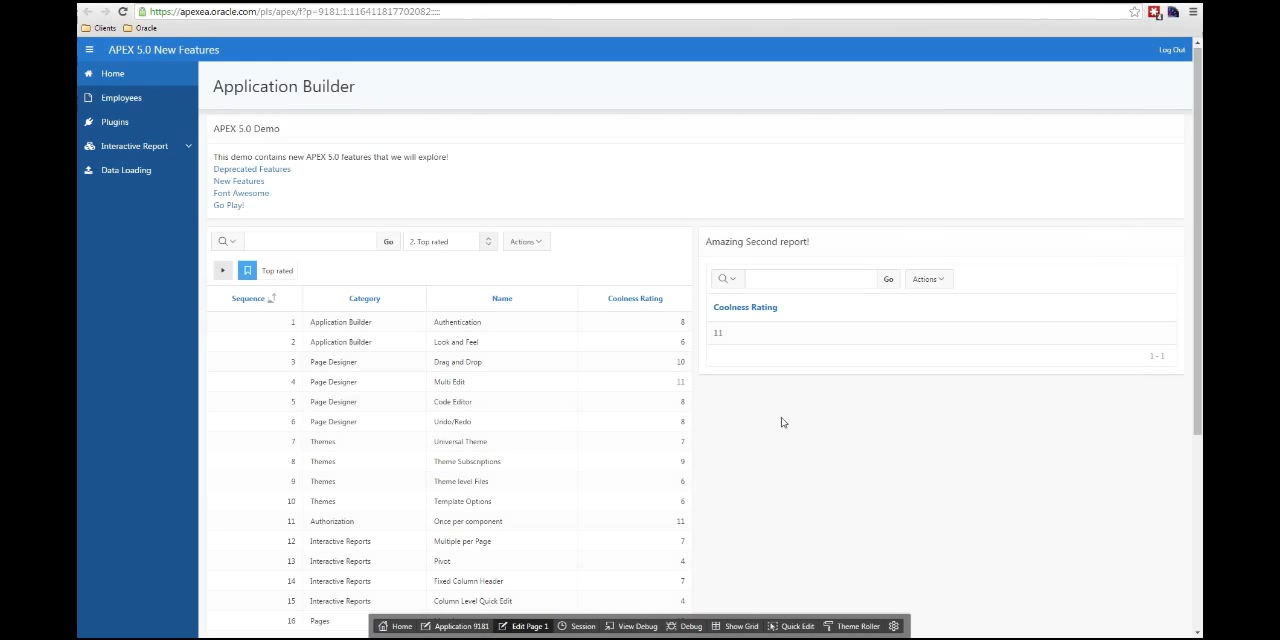 https://apexea.oracle.com/pls/apex/f?p=9181:1:116411817702082:::::
Clients Oracle
APEX 5.0 New Features Log Out
Home
Employees
Plugins
Interactive Report
Data Loading
Application Builder
APEX 5.0 Demo
This demo contains new APEX 5.0 features that we will explore!
Deprecated Features
New Features
Font Awesome
Go Play!
Go 2. Top rated Actions
Top rated
Sequence Category Name Coolness Rating
1 Application Builder Authentication 8
2 Application Builder Look and Feel 6
3 Page Designer Drag and Drop 10
4 Page Designer Multi Edit 11
5 Page Designer Code Editor 8
6 Page Designer Undo/Redo 8
7 Themes Universal Theme 7
8 Themes Theme Subscriptions 9
9 Themes Theme level Files 6
10 Themes Template Options 6
11 Authorization Once per component 11
12 Interactive Reports Multiple per Page 7
13 Interactive Reports Pivot 4
14 Interactive Reports Fixed Column Header 7
15 Interactive Reports Column Level Quick Edit 4
16 Pages
Amazing Second report!
Go Actions
Coolness Rating
11
1 - 1
Home Application 9181 Edit Page 1 Session View Debug Debug Show Grid Quick Edit Theme Roller